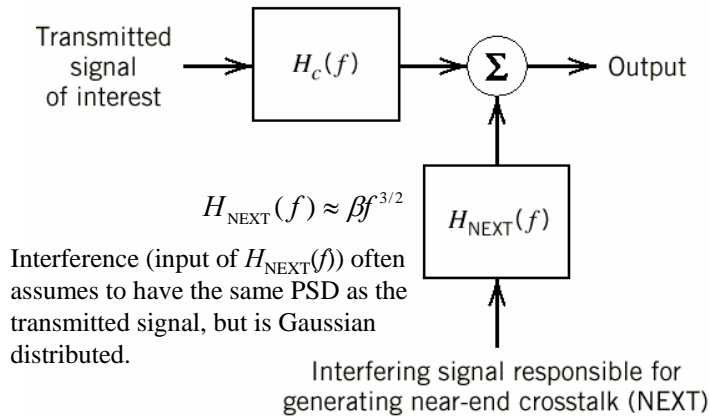 Transmitted
signal
of interest
H_c(f)
Σ
Output
H_NEXT(f) ≈ βf^{3/2}
H_NEXT(f)
Interference (input of H_NEXT(f)) often
assumes to have the same PSD as the
transmitted signal, but is Gaussian
distributed.
Interfering signal responsible for
generating near-end crosstalk (NEXT)